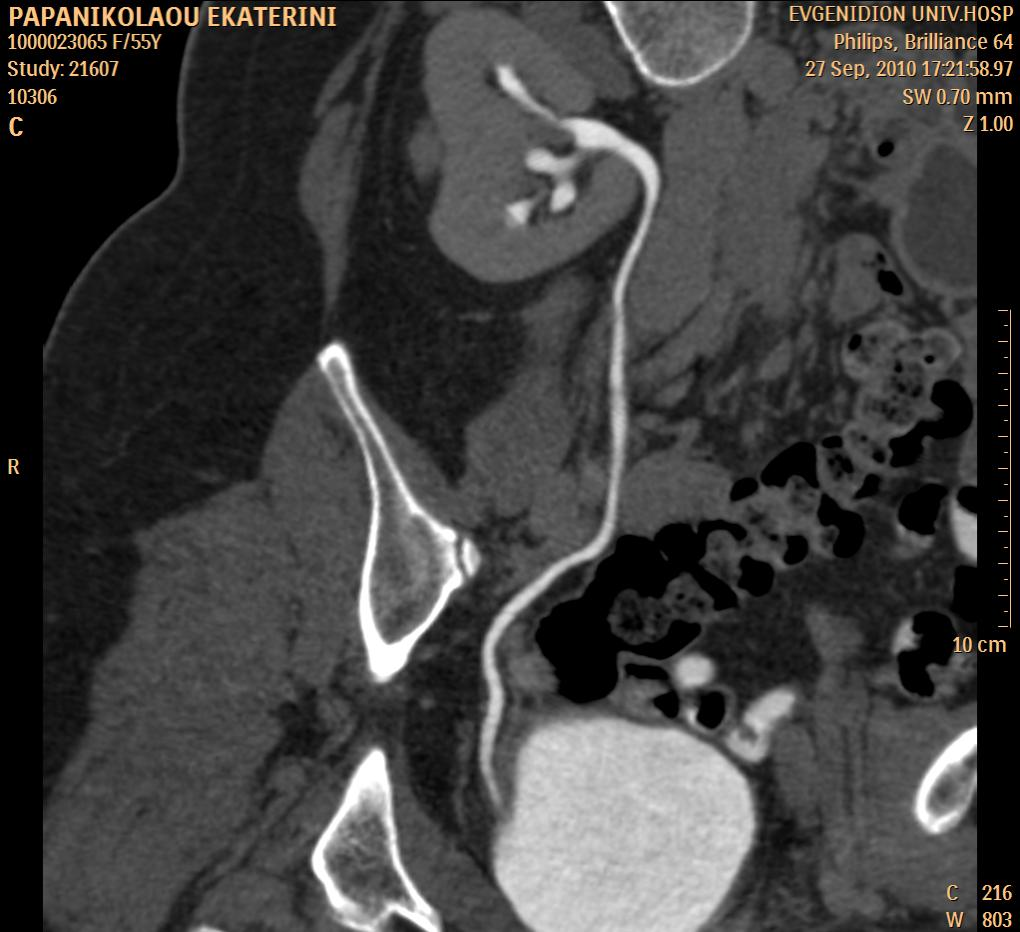 PAPANIKOLAOU EKATERINI
1000023065 F/55Y
Study: 21607
10306
C
EVGENIDION UNIV.HOSP
Philips, Brilliance 64
27 Sep, 2010 17:21:58.97
SW 0.70 mm
Z 1.00
R
10 cm
C 216
W 803